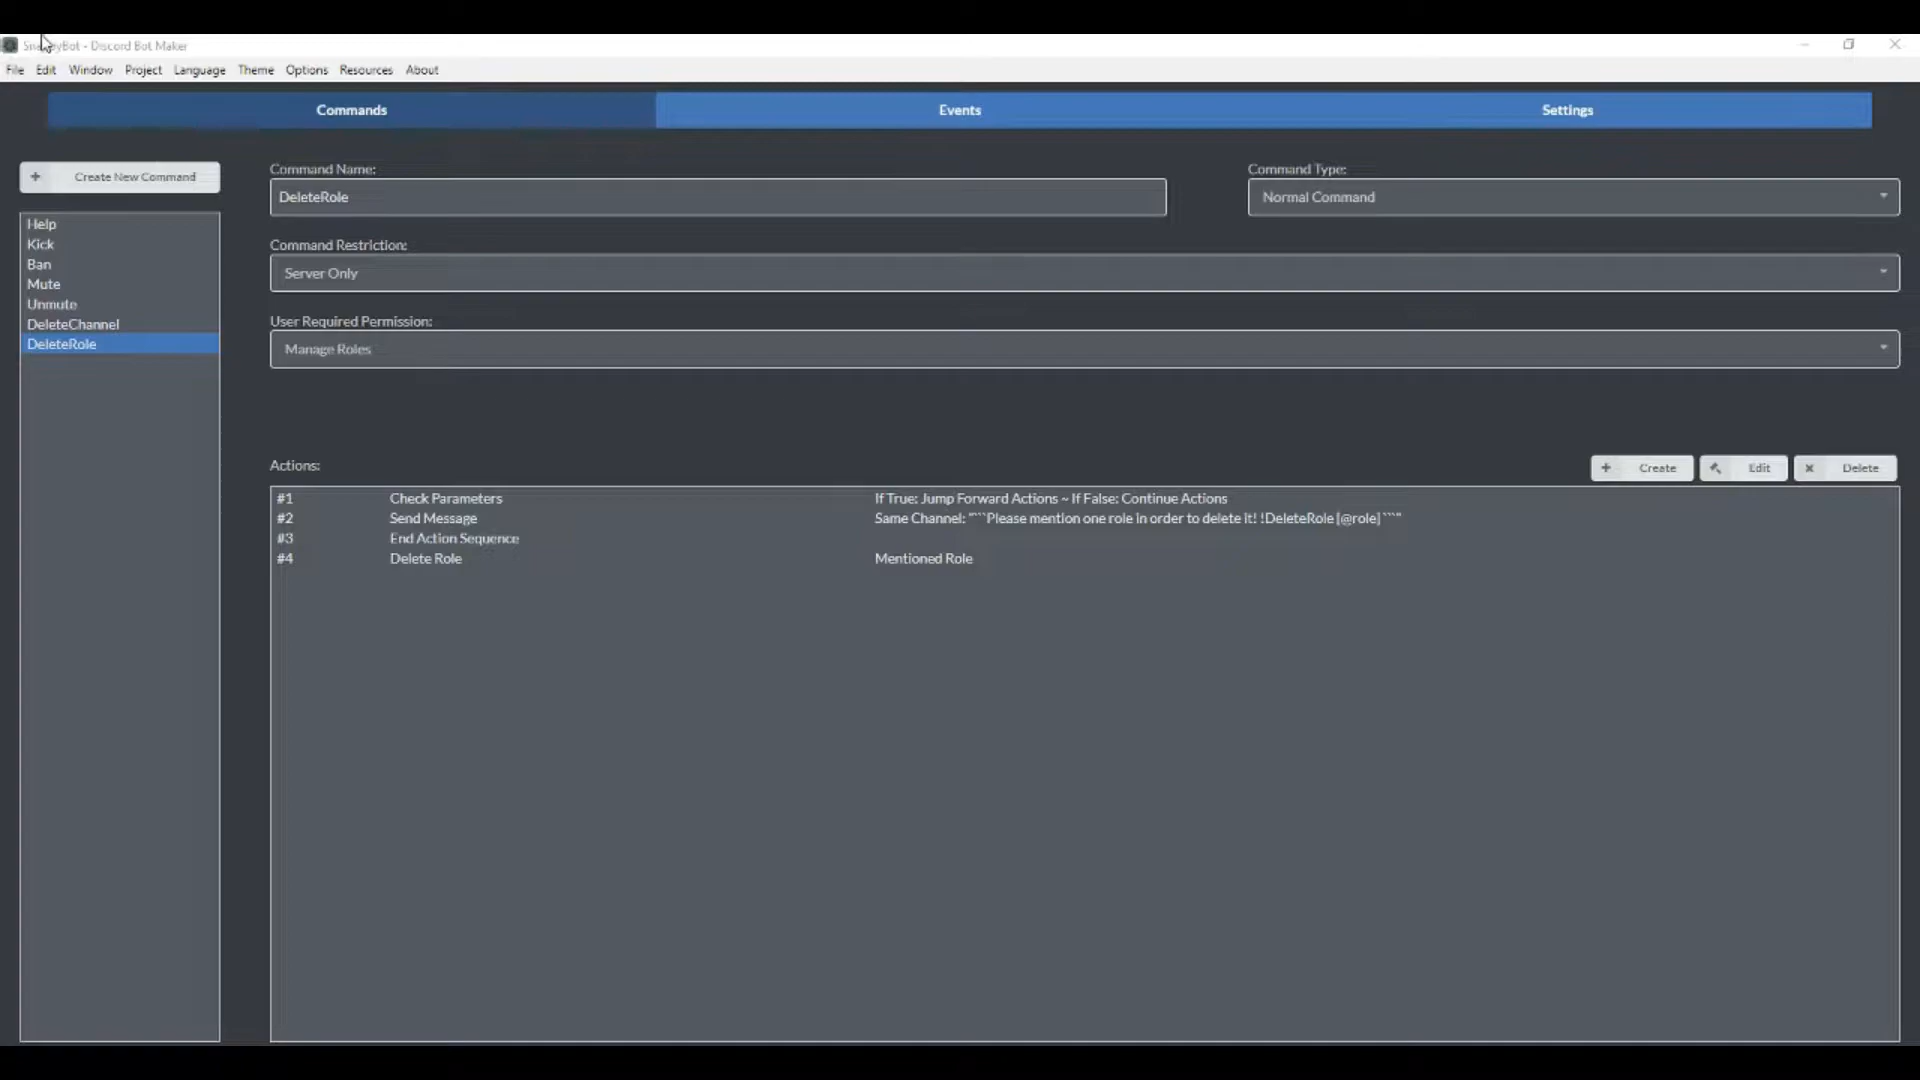 - Discord Bot Maker
File Edit Window Project Language Theme Options Resources About
Commands Events Settings
+ Create New Command
Help
Kick
Ban
Mute
Unmute
DeleteChannel
DeleteRole
Command Name:
DeleteRole
Command Type:
Normal Command
Command Restriction:
Server Only
User Required Permission:
Manage Roles
Actions:
+ Create Edit × Delete
#1 Check Parameters If True: Jump Forward Actions ~ If False: Continue Actions
#2 Send Message Same Channel: "```Please mention one role in order to delete it! !DeleteRole [@role] ```"
#3 End Action Sequence
#4 Delete Role Mentioned Role